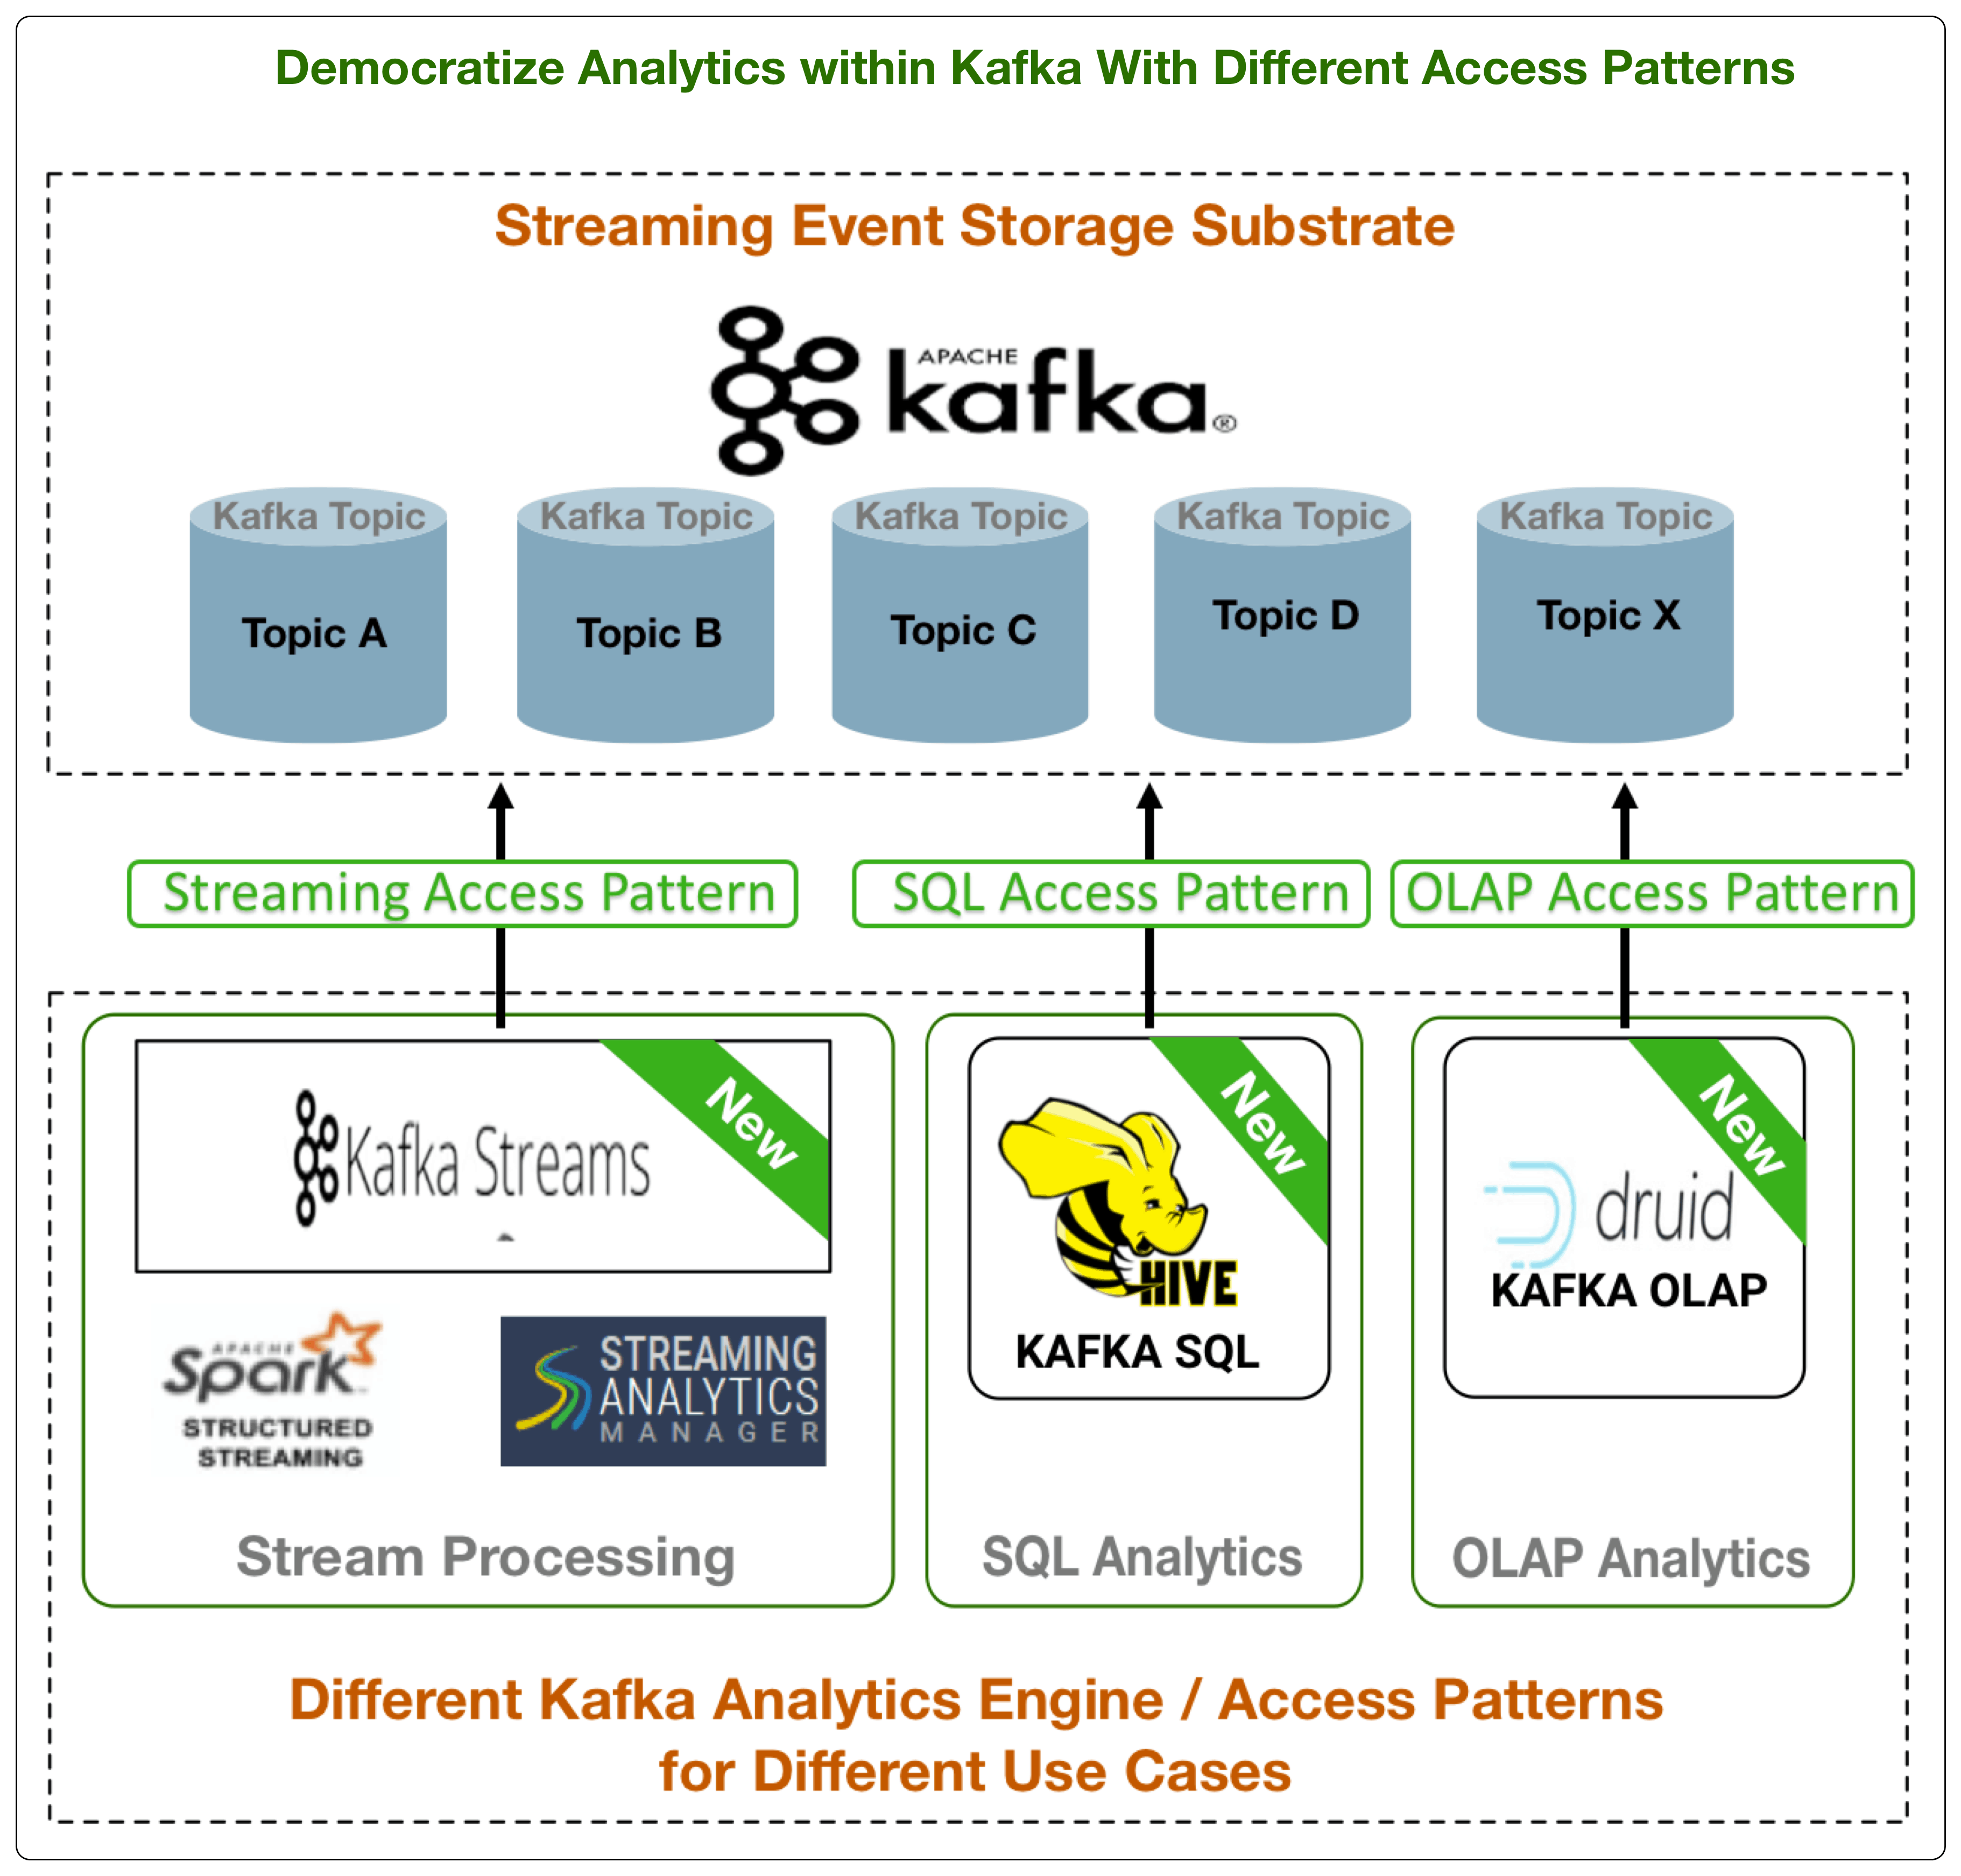 Democratize Analytics within Kafka With Different Access Patterns
Streaming Event Storage Substrate
APACHE
kafka®
Kafka Topic
Kafka Topic
Kafka Topic
Kafka Topic
Kafka Topic
Topic A
Topic B
Topic C
Topic D
Topic X
Streaming Access Pattern
SQL Access Pattern
OLAP Access Pattern
Kafka Streams
New
APACHE
Spark™
STRUCTURED
STREAMING
STREAMING
ANALYTICS
MANAGER
Stream Processing
New
HIVE
KAFKA SQL
SQL Analytics
New
druid
KAFKA OLAP
OLAP Analytics
Different Kafka Analytics Engine / Access Patterns
for Different Use Cases